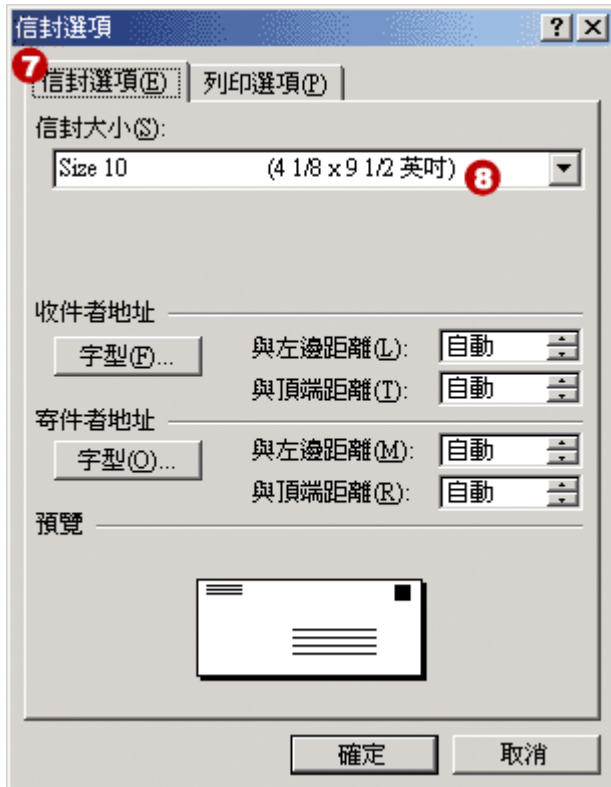 信封選項
7
信封選項(E) 列印選項(P)
信封大小(S):
Size 10 (4 1/8 x 9 1/2 英吋) 8
收件者地址
字型(F)... 與左邊距離(L): 自動
與頂端距離(T): 自動
寄件者地址
字型(O)... 與左邊距離(M): 自動
與頂端距離(R): 自動
預覽
確定 取消